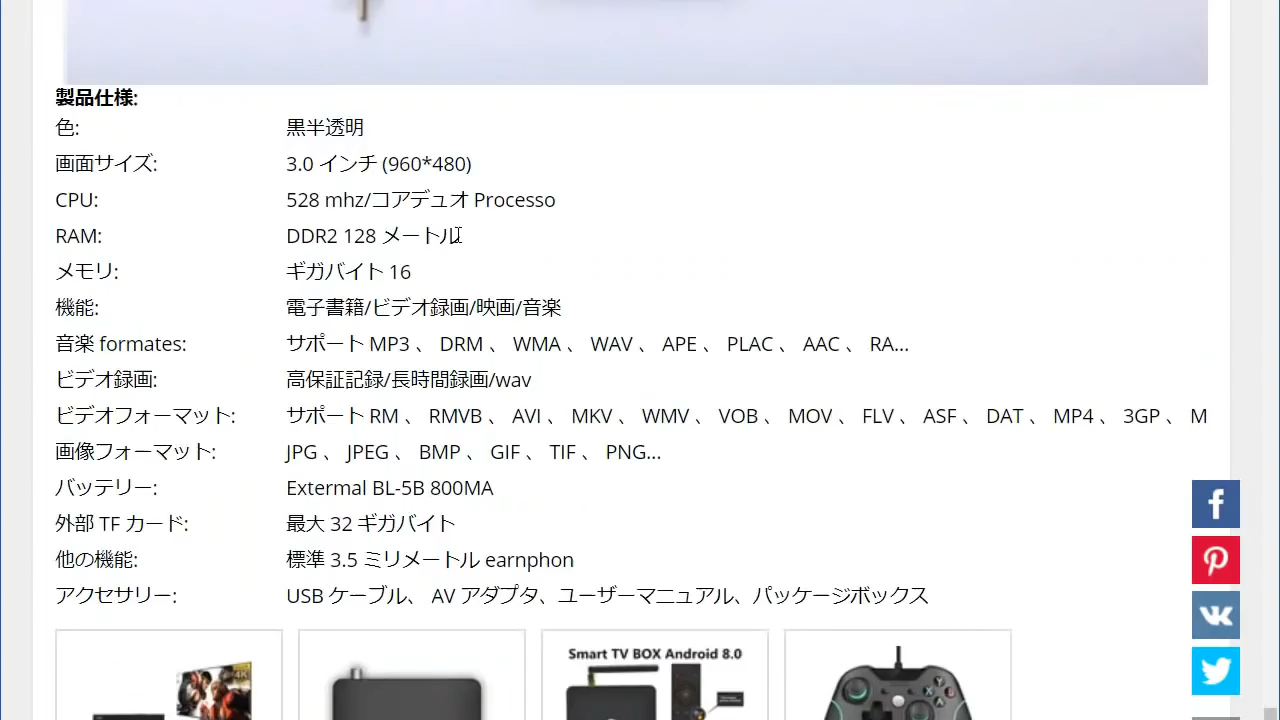 製品仕様:
色: 黒半透明
画面サイズ: 3.0 インチ (960*480)
CPU: 528 mhz/コアデュオ Processo
RAM: DDR2 128 メートル
メモリ: ギガバイト 16
機能: 電子書籍/ビデオ録画/映画/音楽
音楽 formates: サポート MP3 、 DRM 、 WMA 、 WAV 、 APE 、 PLAC 、 AAC 、 RA...
ビデオ録画: 高保証記録/長時間録画/wav
ビデオフォーマット: サポート RM 、 RMVB 、 AVI 、 MKV 、 WMV 、 VOB 、 MOV 、 FLV 、 ASF 、 DAT 、 MP4 、 3GP 、 M
画像フォーマット: JPG 、 JPEG 、 BMP 、 GIF 、 TIF 、 PNG...
バッテリー: Extermal BL-5B 800MA
外部 TF カード: 最大 32 ギガバイト
他の機能: 標準 3.5 ミリメートル earnphon
アクセサリー: USB ケーブル、 AV アダプタ、ユーザーマニュアル、パッケージボックス
Smart TV BOX Android 8.0